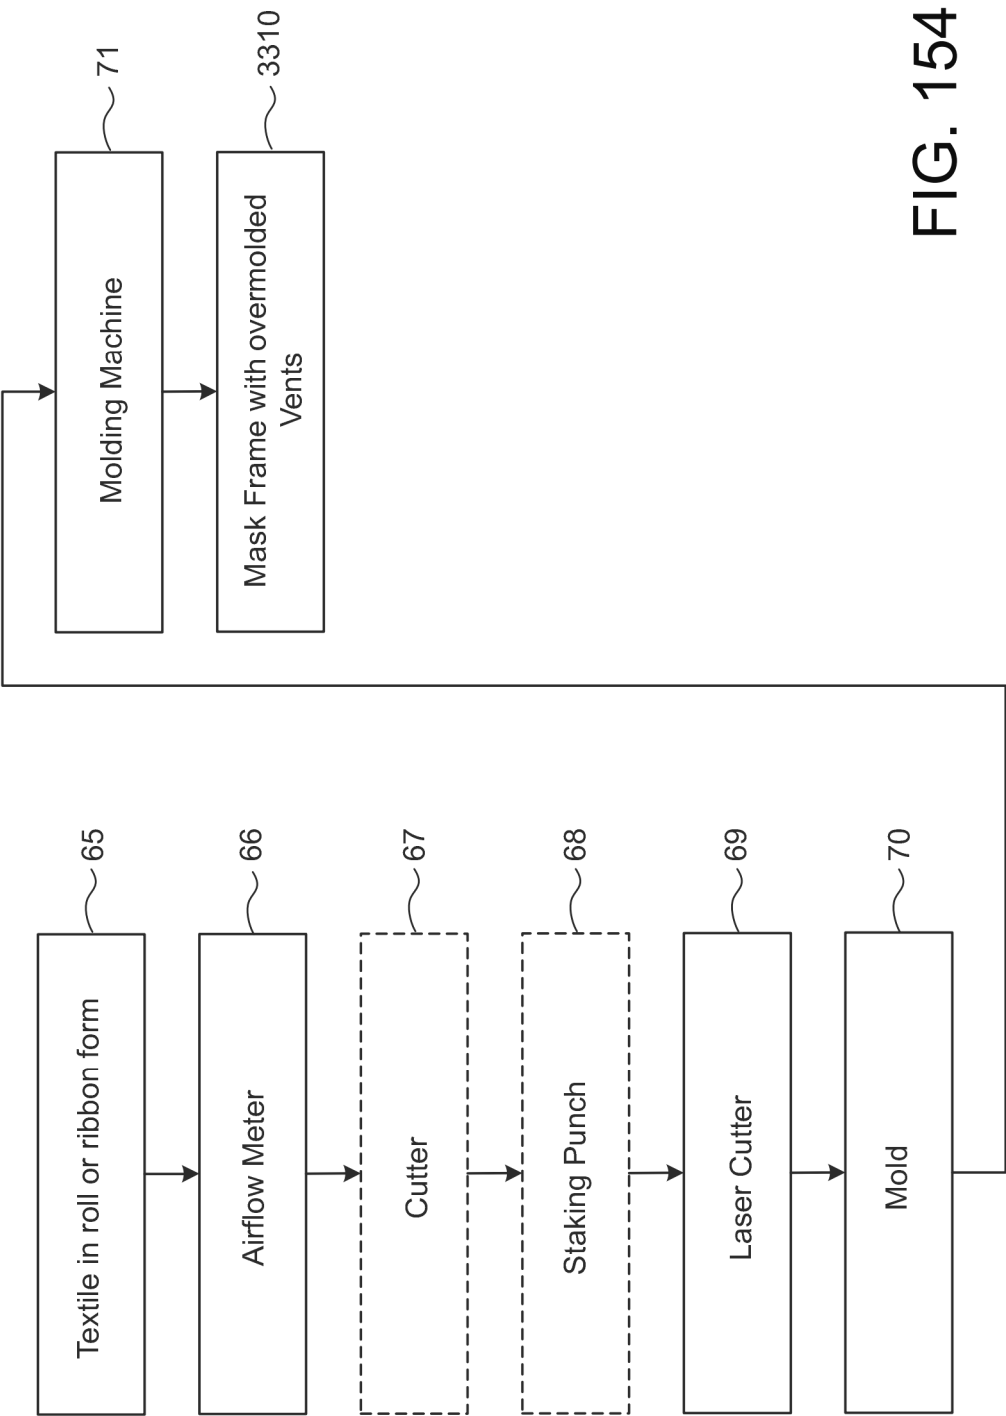 Textile in roll or ribbon form
65
Airflow Meter
66
Cutter
67
Staking Punch
68
Laser Cutter
69
Mold
70
Molding Machine
71
Mask Frame with overmolded
Vents
3310
FIG. 154